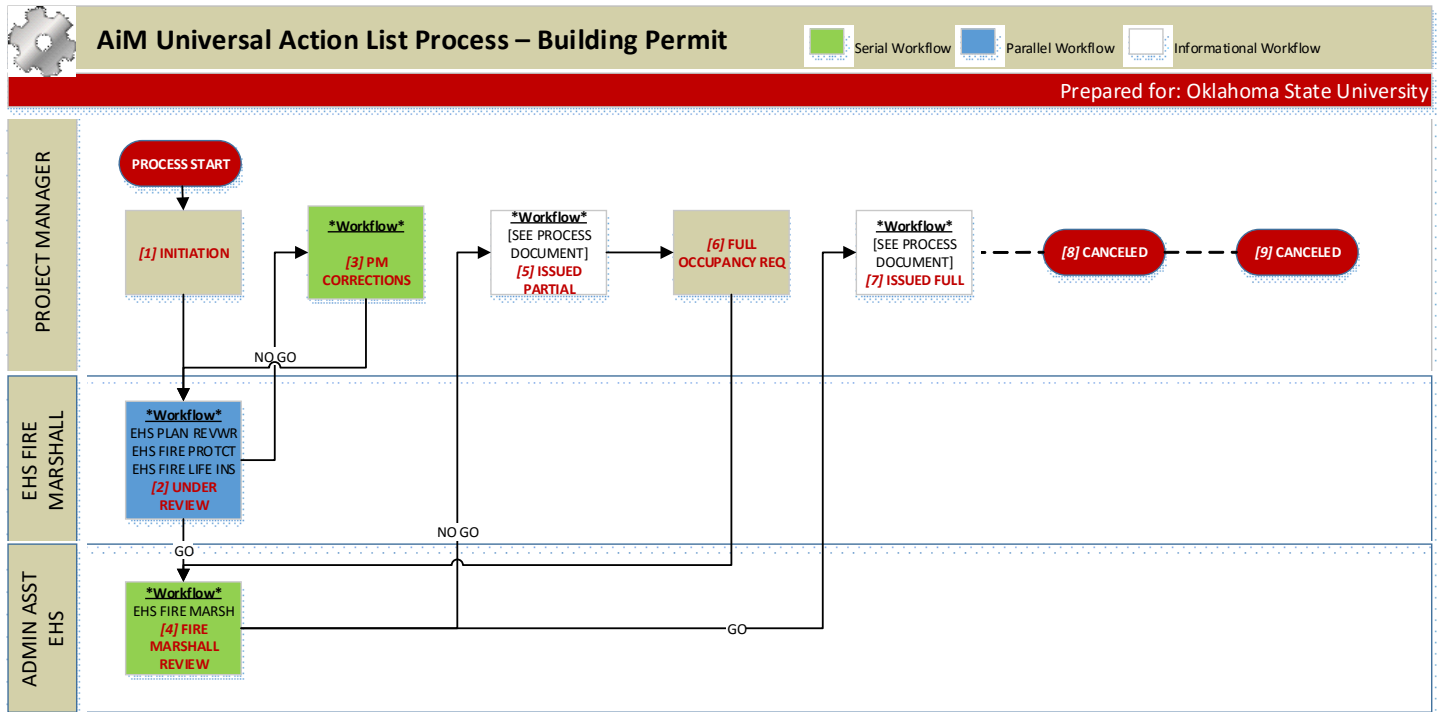 AiM Universal Action List Process – Building Permit
Serial Workflow
Parallel Workflow
Informational Workflow
Prepared for: Oklahoma State University
PROJECT MANAGER
PROCESS START
[1] INITIATION
*Workflow*
[3] PM
CORRECTIONS
*Workflow*
[SEE PROCESS
DOCUMENT]
[5] ISSUED
PARTIAL
[6] FULL
OCCUPANCY REQ
*Workflow*
[SEE PROCESS
DOCUMENT]
[7] ISSUED FULL
[8] CANCELED
[9] CANCELED
NO GO
EHS FIRE
MARSHALL
*Workflow*
EHS PLAN REVWR
EHS FIRE PROTCT
EHS FIRE LIFE INS
[2] UNDER
REVIEW
NO GO
GO
ADMIN ASST
EHS
*Workflow*
EHS FIRE MARSH
[4] FIRE
MARSHALL
REVIEW
GO